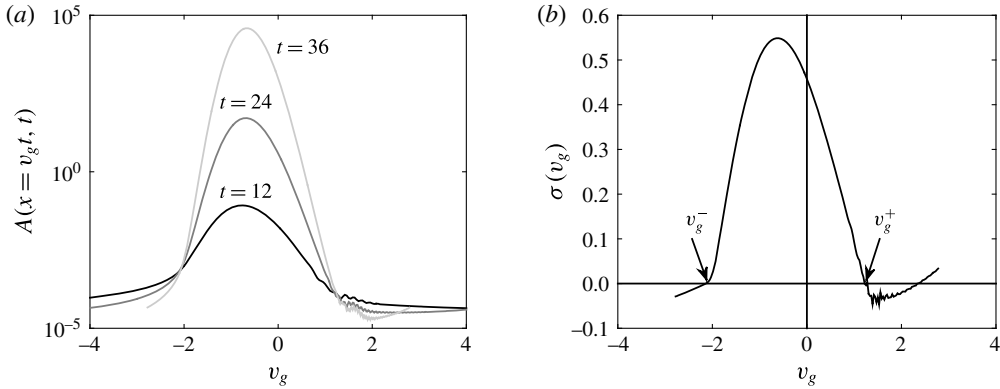 (a)
10^5
10^0
10^{-5}
A(x = v_g t, t)
t = 36
t = 24
t = 12
−4 −2 0 2 4
v_g
(b)
0.6
0.5
0.4
0.3
0.2
0.1
0.0
−0.1
σ(v_g)
v_g^− v_g^+
−4 −2 0 2 4
v_g